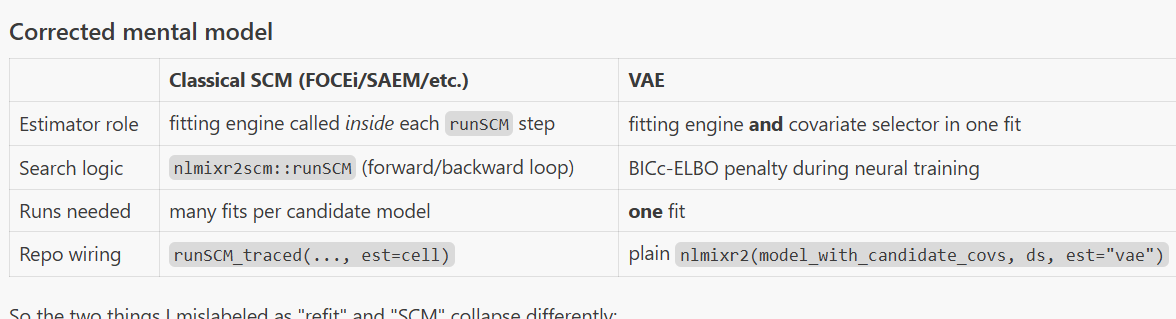 Corrected mental model
Classical SCM (FOCEi/SAEM/etc.) VAE
Estimator role fitting engine called inside each runSCM step fitting engine and covariate selector in one fit
Search logic nlmixr2scm::runSCM (forward/backward loop) BICc-ELBO penalty during neural training
Runs needed many fits per candidate model one fit
Repo wiring runSCM_traced(..., est=cell) plain nlmixr2(model_with_candidate_covs, ds, est="vae")
So the two things I mislabeled as "refit" and "SCM" collapse differently: